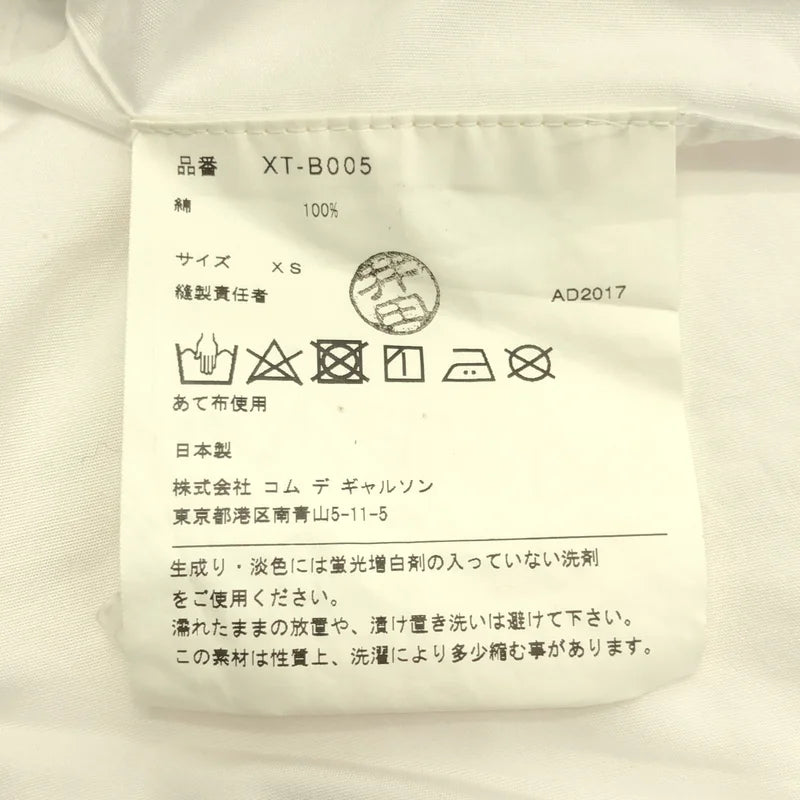 品番 XT-B005
綿 100%
サイズ XS
縫製責任者 AD2017
あて布使用
日本製
株式会社 コム デ ギャルソン
東京都港区南青山5-11-5
生成り・淡色には蛍光増白剤の入っていない洗剤
をご使用ください。
濡れたままの放置や、漬け置き洗いは避けて下さい。
この素材は性質上、洗濯により多少縮む事があります。